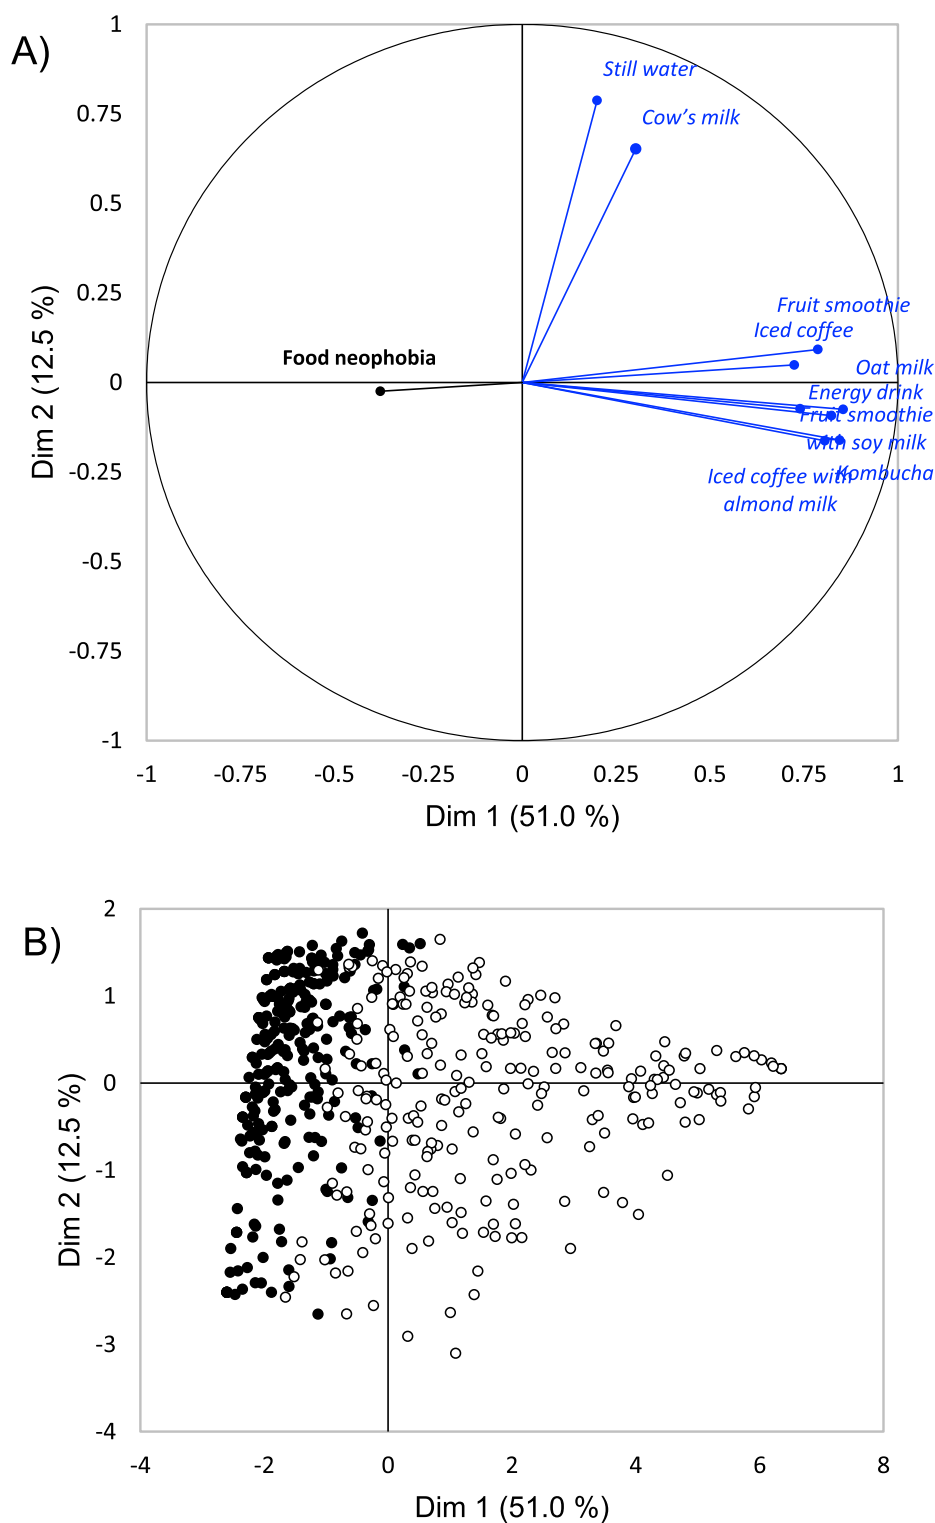 A)
1
0.75
0.5
0.25
0
-0.25
-0.5
-0.75
-1
Dim 2 (12.5 %)
Still water
Cow's milk
Fruit smoothie
Iced coffee
Food neophobia
Oat milk
Energy drink
Fruit smoothie
with soy milk
Kombucha
Iced coffee with
almond milk
-1
-0.75
-0.5
-0.25
0
0.25
0.5
0.75
1
Dim 1 (51.0 %)
B)
2
1
0
-1
-2
-3
-4
Dim 2 (12.5 %)
-4
-2
0
2
4
6
8
Dim 1 (51.0 %)